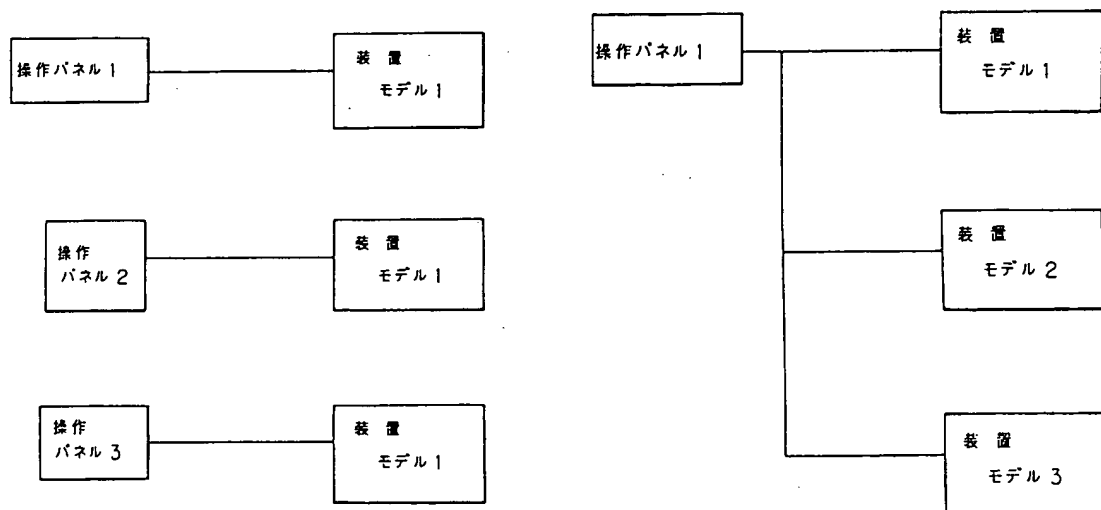 操作パネル1
装置
モデル1
操作
パネル2
装置
モデル1
操作
パネル3
装置
モデル1
操作パネル1
装置
モデル1
装置
モデル2
装置
モデル3